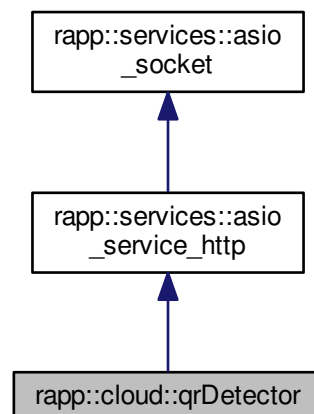 rapp::services::asio
_socket
rapp::services::asio
_service_http
rapp::cloud::qrDetector